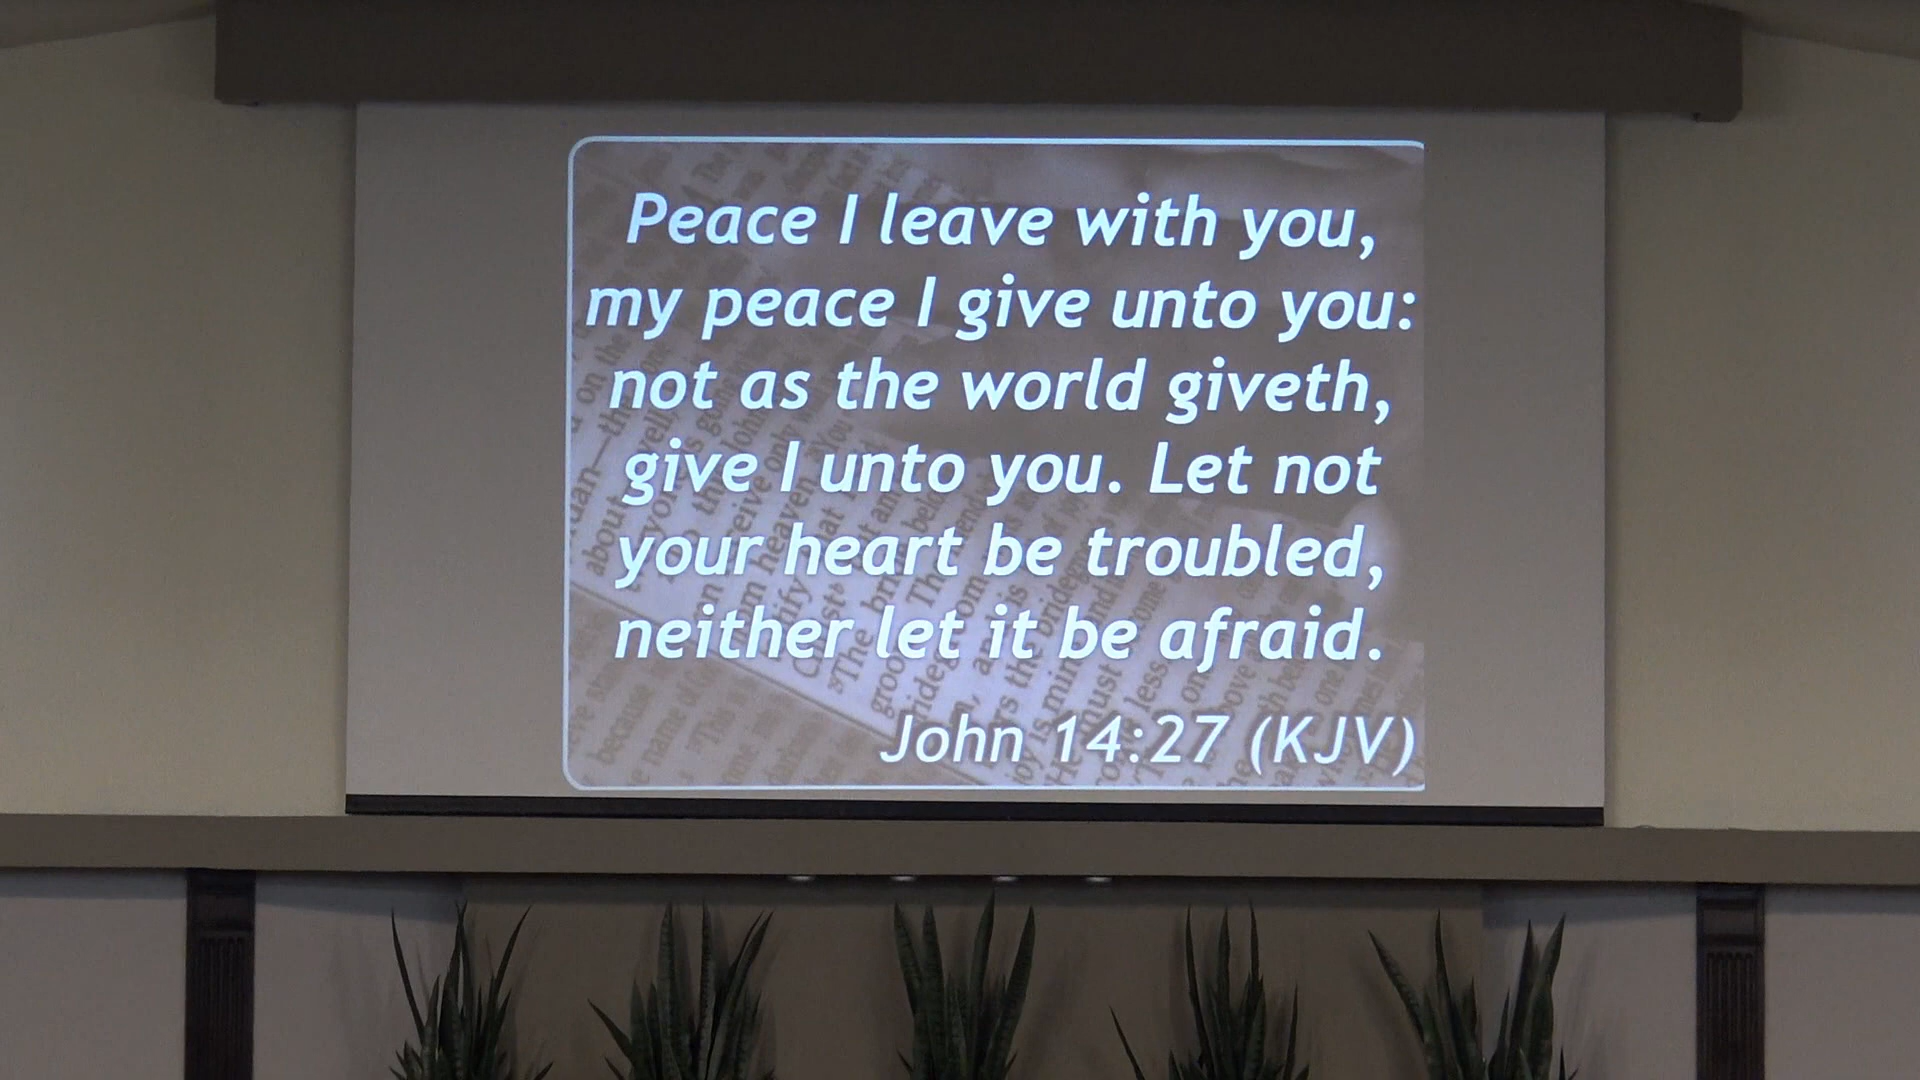 Peace I leave with you,
my peace I give unto you:
not as the world giveth,
give I unto you. Let not
your heart be troubled,
neither let it be afraid.
John 14:27 (KJV)